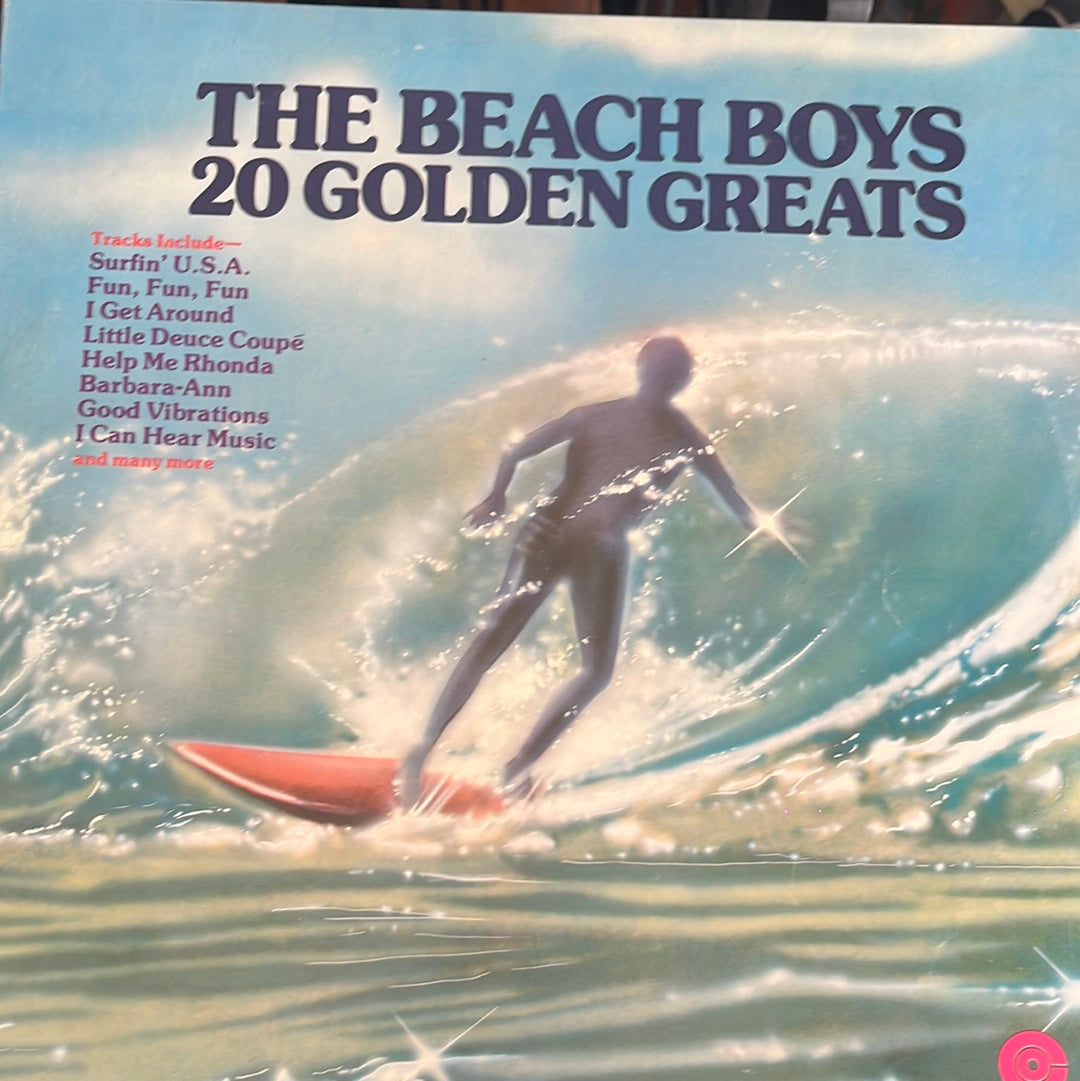 THE BEACH BOYS
20 GOLDEN GREATS
Tracks Include—
Surfin' U.S.A.
Fun, Fun, Fun
I Get Around
Little Deuce Coupé
Help Me Rhonda
Barbara-Ann
Good Vibrations
I Can Hear Music
and many more